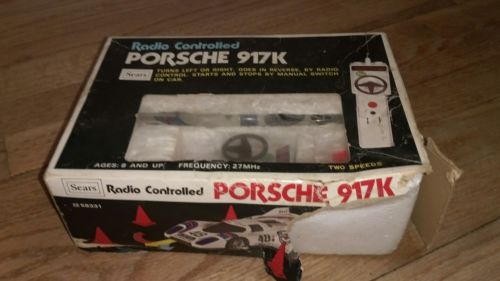 Radio Controlled
PORSCHE 917K
Sears
TURNS LEFT OR RIGHT, GOES IN REVERSE, BY RADIO
CONTROL. STARTS AND STOPS BY MANUAL SWITCH
ON CAR.
AGES: 8 AND UP
FREQUENCY: 27MHz
TWO SPEEDS
Sears
Radio Controlled
PORSCHE 917K